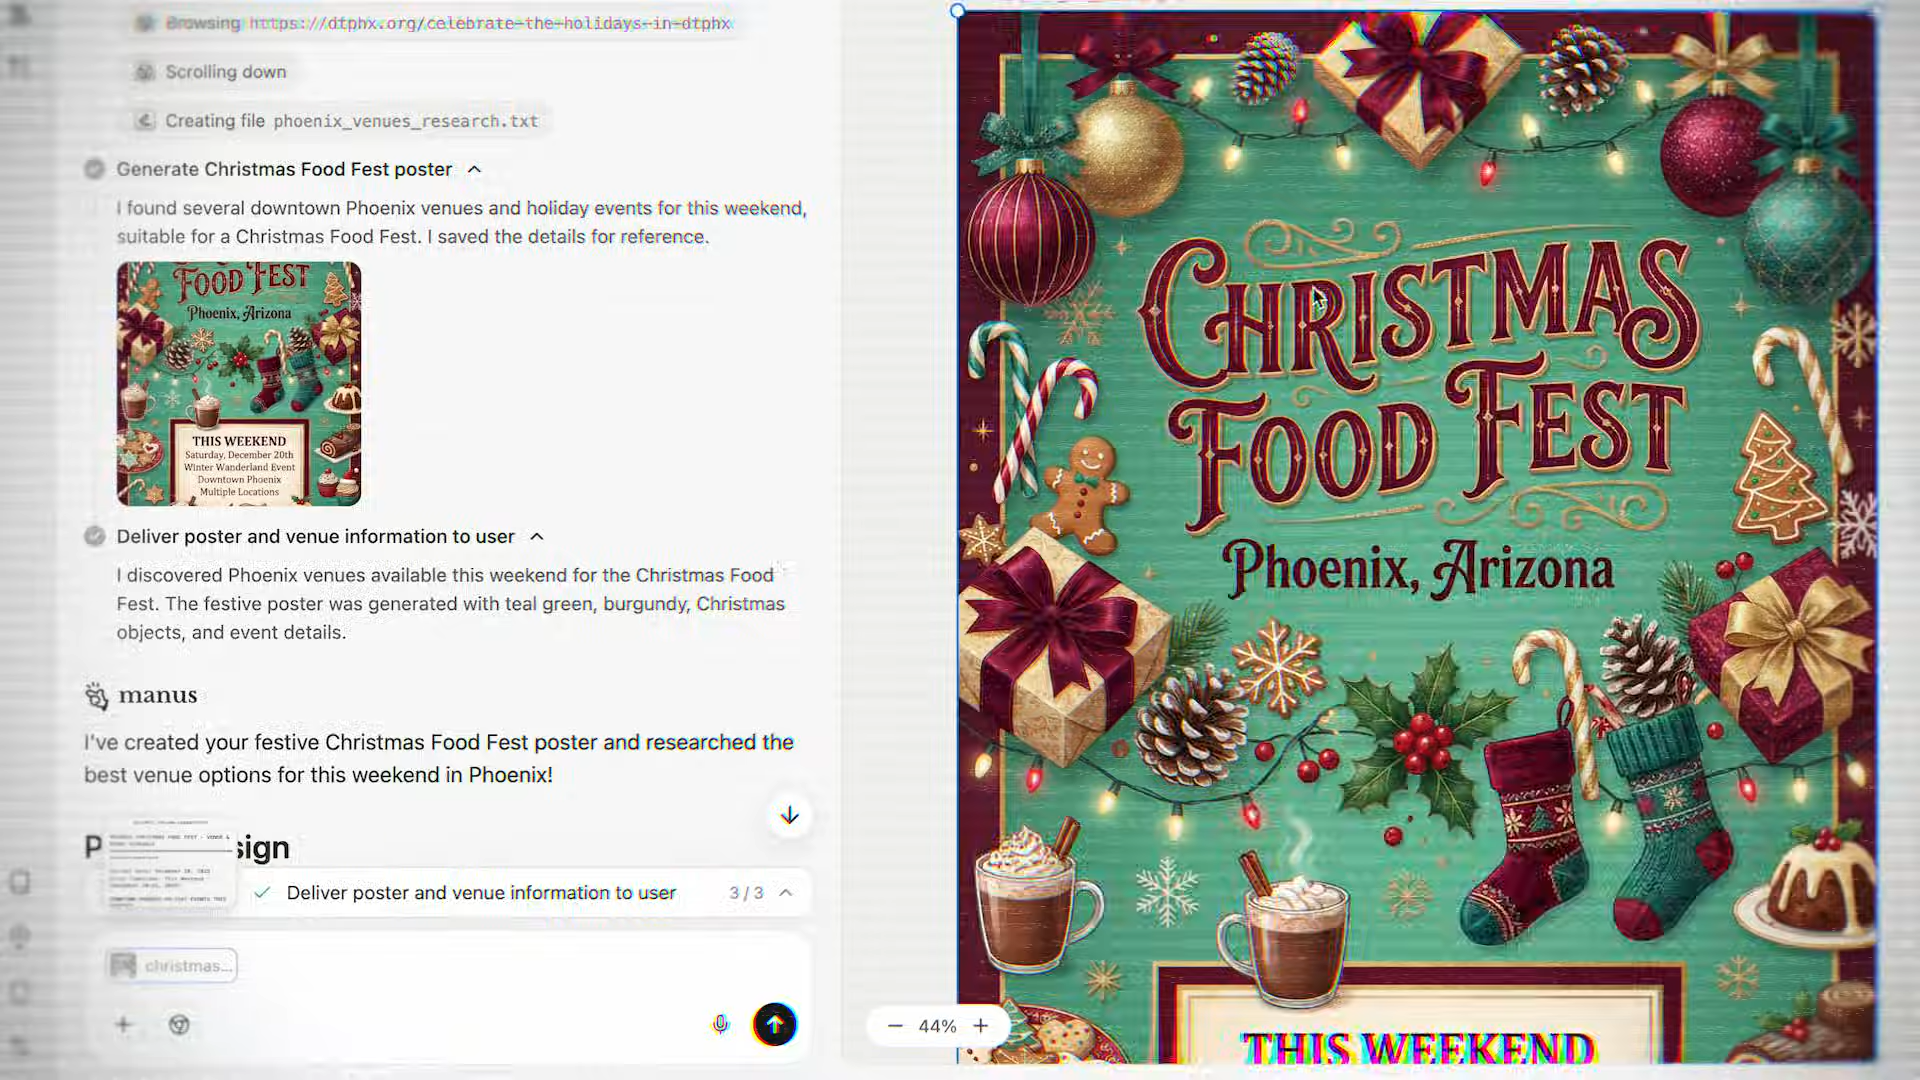 Browsing https://dtphx.org/celebrate-the-holidays-in-dtphx
Scrolling down
Creating file phoenix_venues_research.txt
Generate Christmas Food Fest poster
I found several downtown Phoenix venues and holiday events for this weekend,
suitable for a Christmas Food Fest. I saved the details for reference.
FOOD FEST
Phoenix, Arizona
THIS WEEKEND
Saturday, December 20th
Winter Wanderland Event
Downtown Phoenix
Multiple Locations
Deliver poster and venue information to user
I discovered Phoenix venues available this weekend for the Christmas Food
Fest. The festive poster was generated with teal green, burgundy, Christmas
objects, and event details.
manus
I've created your festive Christmas Food Fest poster and researched the
best venue options for this weekend in Phoenix!
P sign
Deliver poster and venue information to user
3 / 3
christmas...
44%
CHRISTMAS
FOOD FEST
Phoenix, Arizona
THIS WEEKEND